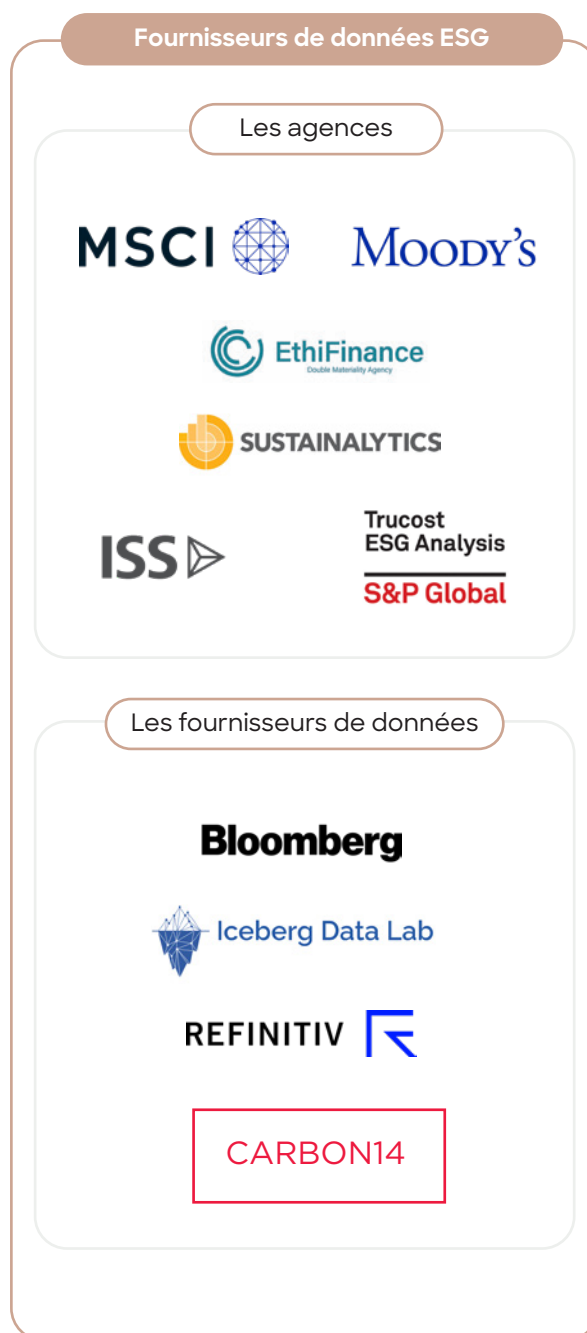 Fournisseurs de données ESG
Les agences
MSCI
MOODY'S
EthiFinance
Double Materiality Agency
SUSTAINALYTICS
ISS
Trucost
ESG Analysis
S&P Global
Les fournisseurs de données
Bloomberg
Iceberg Data Lab
REFINITIV
CARBON14